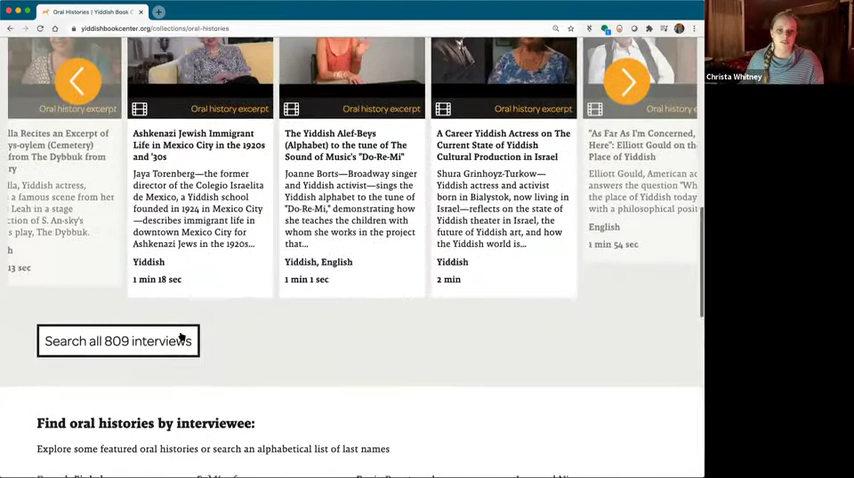 Oral Histories | Yiddish Book C
yiddishbookcenter.org/collections/oral-histories
Christa Whitney
Oral history excerpt
Oral history excerpt
Oral history excerpt
Oral history excerpt
Oral history e
lla Recites an Excerpt of
ys-oylem (Cemetery)
from The Dybbuk from
ry
lla, Yiddish actress,
a famous scene from her
Leah in a stage
ction of S. An-sky's
s play, The Dybbuk.
h
13 sec
Ashkenazi Jewish Immigrant
Life in Mexico City in the 1920s
and '30s
Jaya Torenberg—the former
director of the Colegio Israelita
de Mexico, a Yiddish school
founded in 1924 in Mexico City
—describes immigrant life in
downtown Mexico City for
Ashkenazi Jews in the 1920s...
Yiddish
1 min 18 sec
The Yiddish Alef-Beys
(Alphabet) to the tune of The
Sound of Music's "Do-Re-Mi"
Joanne Borts—Broadway singer
and Yiddish activist—sings the
Yiddish alphabet to the tune of
"Do-Re-Mi," demonstrating how
she teaches the children with
whom she works in the project
that...
Yiddish, English
1 min 1 sec
A Career Yiddish Actress on The
Current State of Yiddish
Cultural Production in Israel
Shura Grinhoyz-Turkow—
Yiddish actress and activist
born in Bialystok, now living in
Israel—reflects on the state of
Yiddish theater in Israel, the
future of Yiddish art, and how
the Yiddish world is...
Yiddish
2 min
"As Far As I'm Concerned,
Here": Elliott Gould on the
Place of Yiddish
Elliott Gould, American ac
answers the question "Wh
the place of Yiddish today
with a philosophical posit
English
1 min 54 sec
Search all 809 interviews
Find oral histories by interviewee:
Explore some featured oral histories or search an alphabetical list of last names